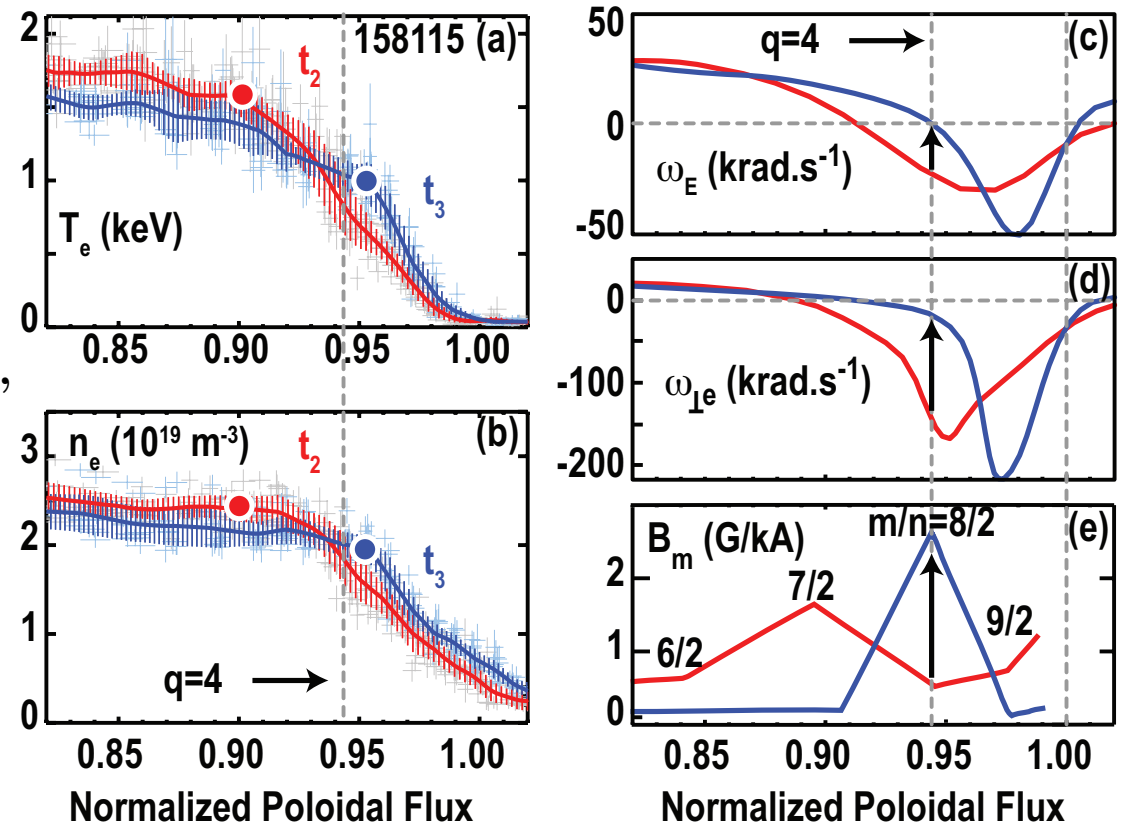 158115 (a)
2
1
0
t2
t3
Te (keV)
0.85 0.90 0.95 1.00
,
(b)
ne (10^19 m^-3)
3
2
1
0
t2
t3
q=4
0.85 0.90 0.95 1.00
Normalized Poloidal Flux
(c)
50
0
-50
q=4
ωE (krad.s^-1)
(d)
0
-100
-200
ω⊥e (krad.s^-1)
(e)
2
1
0
Bm (G/kA)
m/n=8/2
7/2
6/2
9/2
0.85 0.90 0.95 1.00
Normalized Poloidal Flux